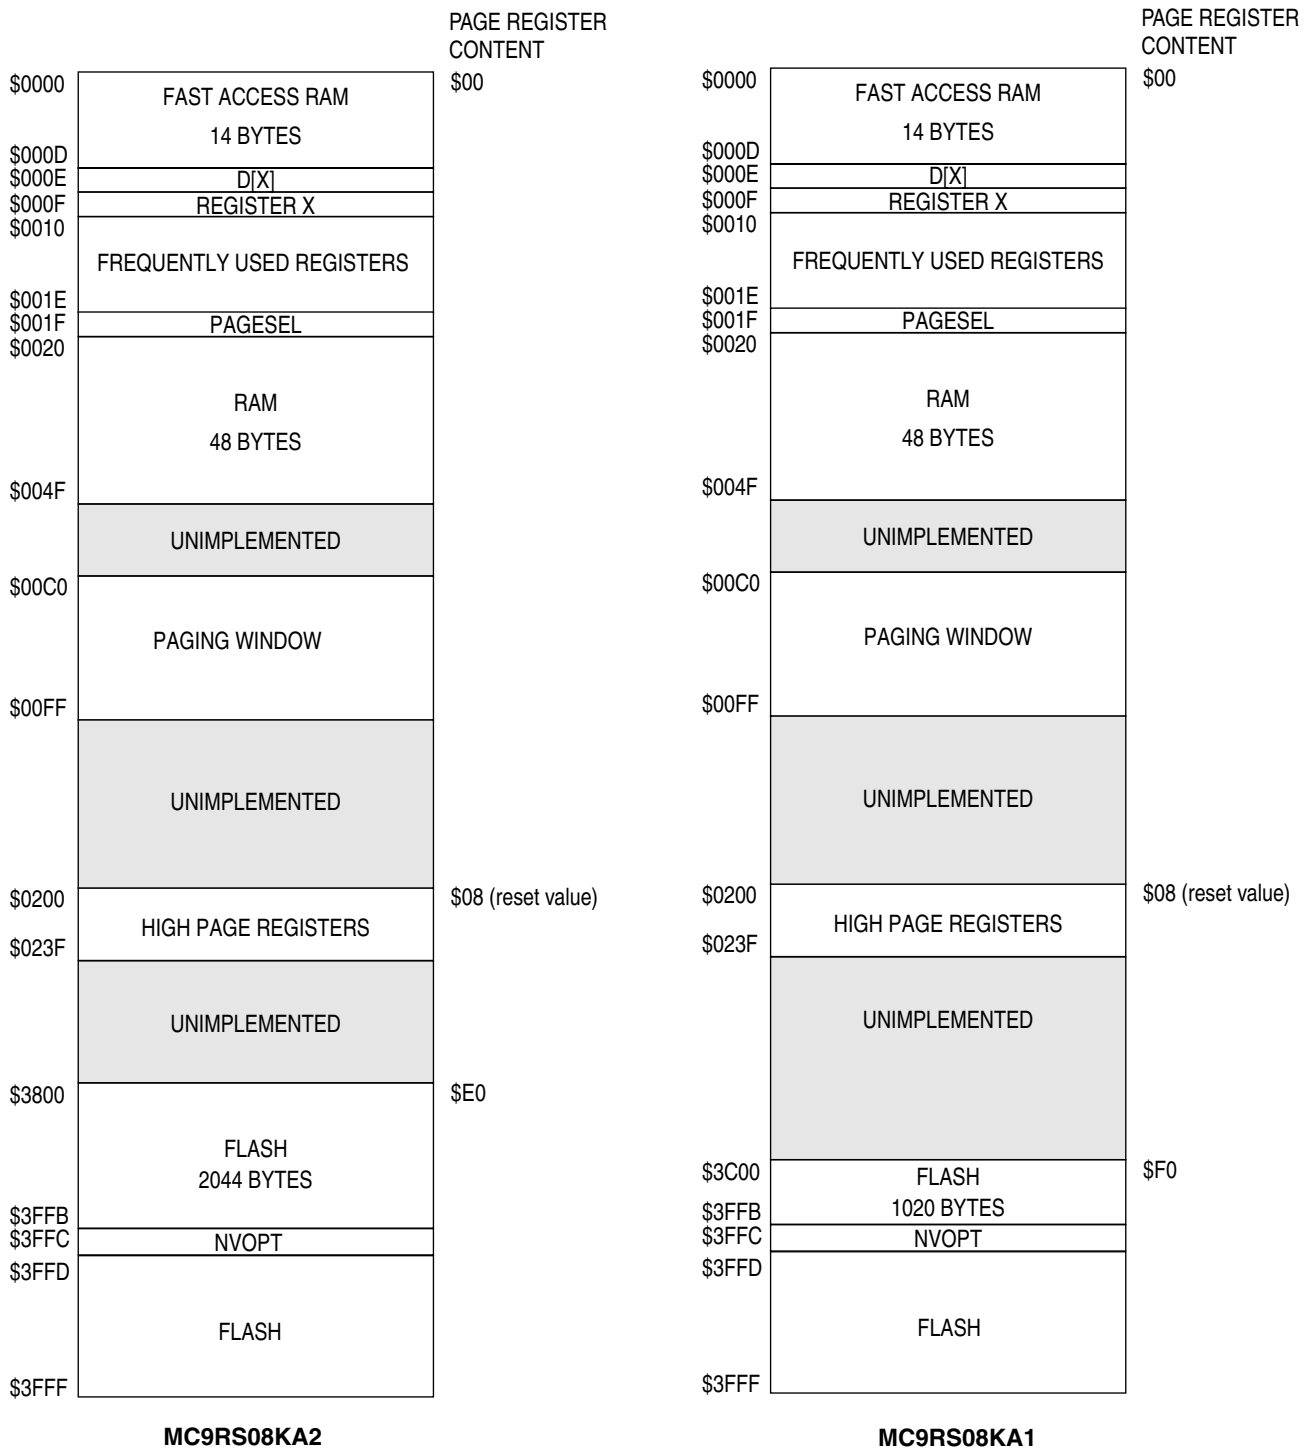 PAGE REGISTER
CONTENT
$0000
FAST ACCESS RAM
$00
14 BYTES
$000D
$000E
D[X]
$000F
REGISTER X
$0010
FREQUENTLY USED REGISTERS
$001E
$001F
PAGESEL
$0020
RAM
48 BYTES
$004F
UNIMPLEMENTED
$00C0
PAGING WINDOW
$00FF
UNIMPLEMENTED
$0200
$08 (reset value)
HIGH PAGE REGISTERS
$023F
UNIMPLEMENTED
$3800
$E0
FLASH
2044 BYTES
$3FFB
$3FFC
NVOPT
$3FFD
FLASH
$3FFF
MC9RS08KA2
PAGE REGISTER
CONTENT
$0000
FAST ACCESS RAM
$00
14 BYTES
$000D
$000E
D[X]
$000F
REGISTER X
$0010
FREQUENTLY USED REGISTERS
$001E
$001F
PAGESEL
$0020
RAM
48 BYTES
$004F
UNIMPLEMENTED
$00C0
PAGING WINDOW
$00FF
UNIMPLEMENTED
$0200
$08 (reset value)
HIGH PAGE REGISTERS
$023F
UNIMPLEMENTED
$3C00
$F0
FLASH
1020 BYTES
$3FFB
$3FFC
NVOPT
$3FFD
FLASH
$3FFF
MC9RS08KA1